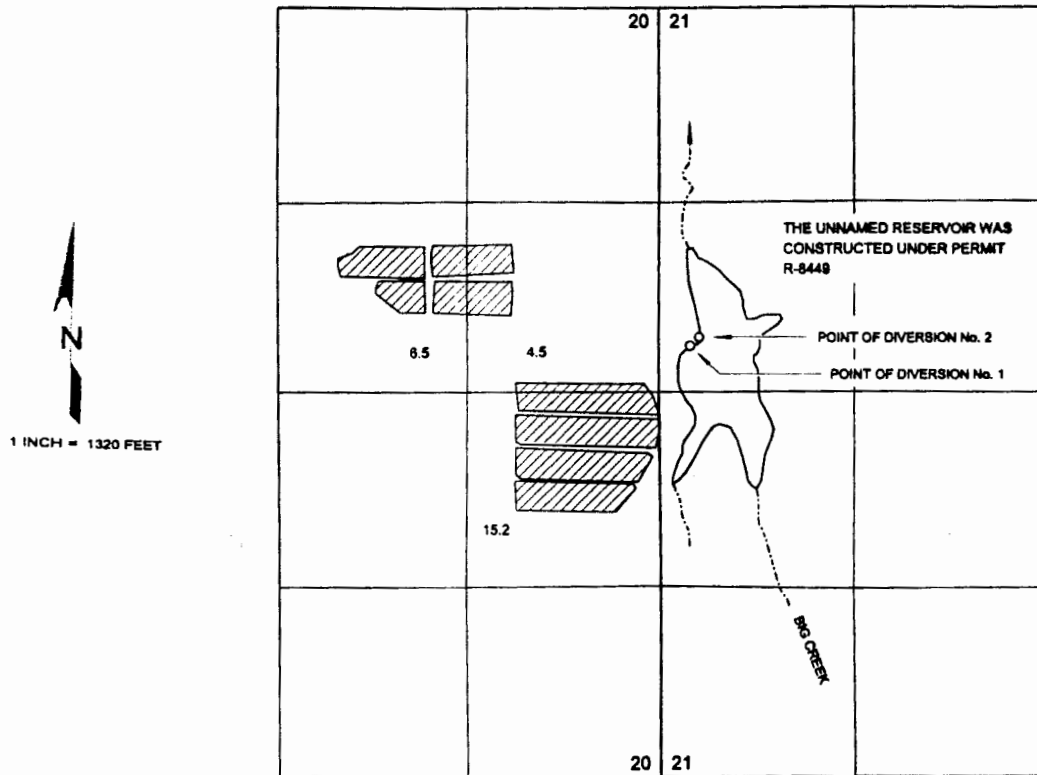 20 21
THE UNNAMED RESERVOIR WAS
CONSTRUCTED UNDER PERMIT
R-8449
N
POINT OF DIVERSION No. 2
6.5
4.5
POINT OF DIVERSION No. 1
1 INCH = 1320 FEET
15.2
BIG CREEK
20 21